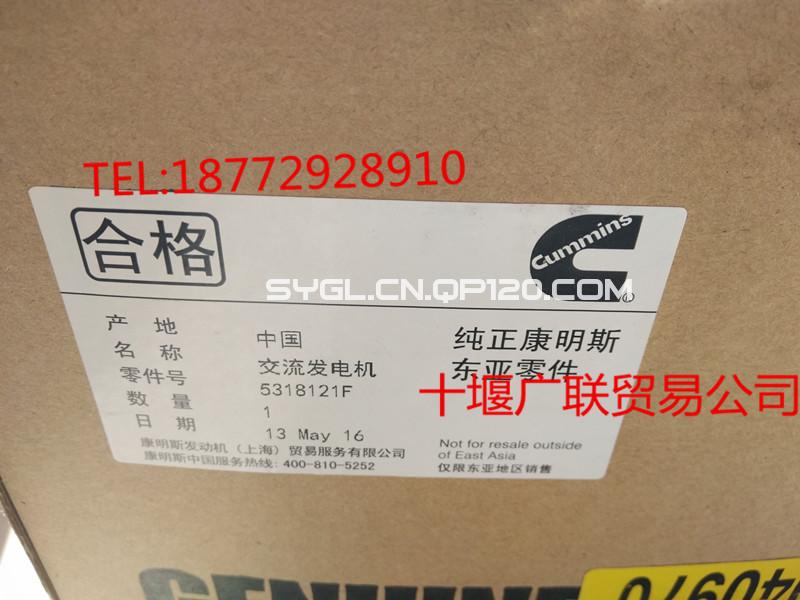 TEL:18772928910
合格
Cummins
SYGL.CN.QP120.COM
产地 中国
名称 交流发电机
零件号 5318121F
数量 1
日期 13 May 16
纯正康明斯
东亚零件
十堰广联贸易公司
康明斯发动机（上海）贸易服务有限公司
康明斯中国服务热线: 400-810-5252
Not for resale outside
of East Asia
仅限东亚地区销售
GENUINE